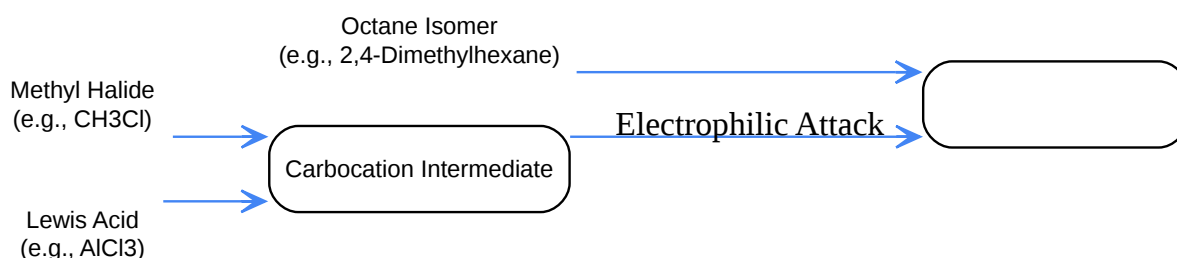 Octane Isomer
(e.g., 2,4-Dimethylhexane)
Methyl Halide
(e.g., CH3Cl)
Electrophilic Attack
Carbocation Intermediate
Lewis Acid
(e.g., AlCl3)